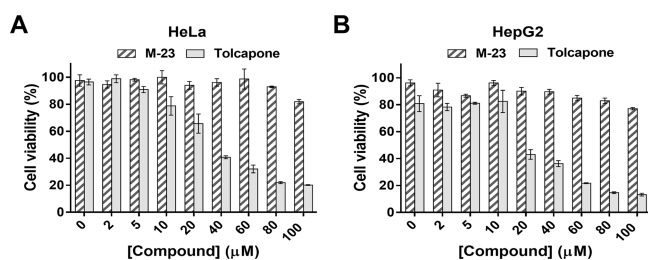 A
HeLa
M-23 Tolcapone
Cell viability (%)
100
80
60
40
20
0
0 2 5 10 20 40 60 80 100
[Compound] (μM)
B
HepG2
M-23 Tolcapone
Cell viability (%)
100
80
60
40
20
0
0 2 5 10 20 40 60 80 100
[Compound] (μM)